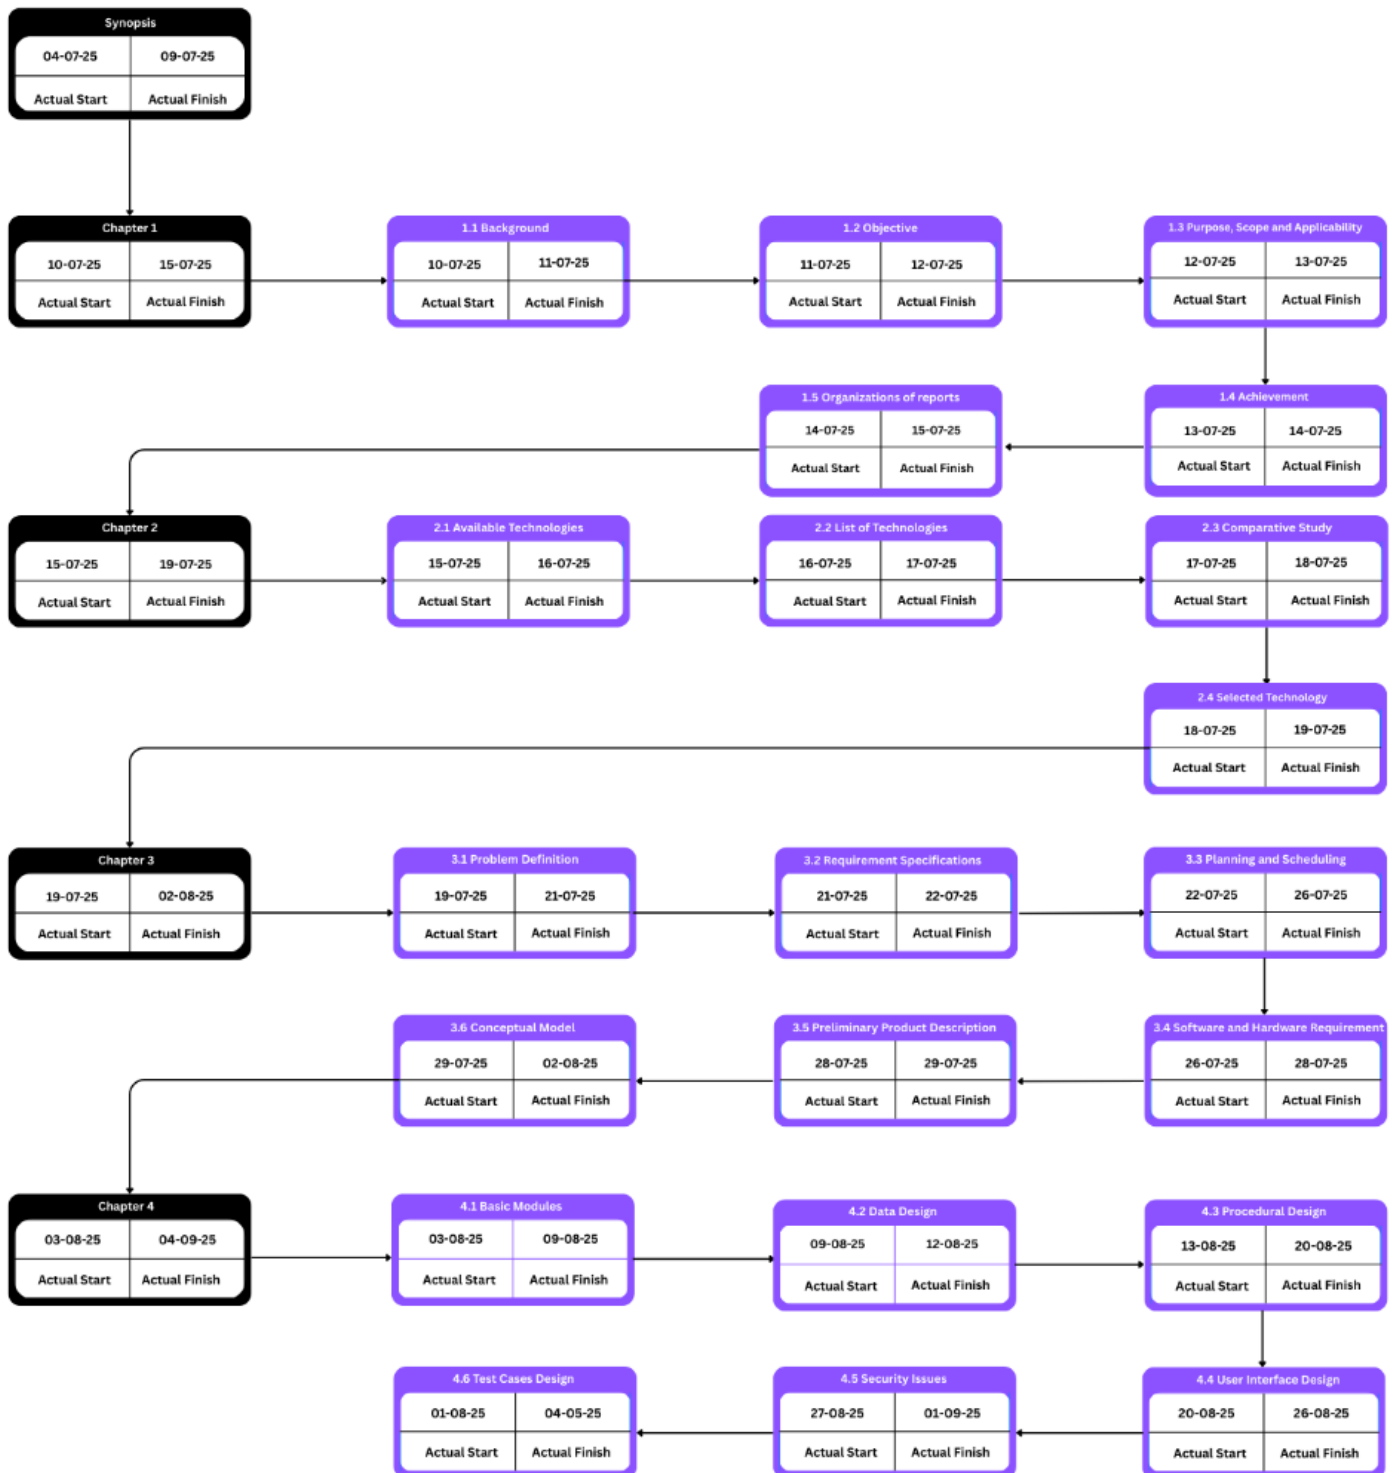 Synopsis
04-07-25 09-07-25
Actual Start Actual Finish
Chapter 1
10-07-25 15-07-25
Actual Start Actual Finish
1.1 Background
10-07-25 11-07-25
Actual Start Actual Finish
1.2 Objective
11-07-25 12-07-25
Actual Start Actual Finish
1.3 Purpose, Scope and Applicability
12-07-25 13-07-25
Actual Start Actual Finish
1.4 Achievement
13-07-25 14-07-25
Actual Start Actual Finish
1.5 Organizations of reports
14-07-25 15-07-25
Actual Start Actual Finish
Chapter 2
15-07-25 19-07-25
Actual Start Actual Finish
2.1 Available Technologies
15-07-25 16-07-25
Actual Start Actual Finish
2.2 List of Technologies
16-07-25 17-07-25
Actual Start Actual Finish
2.3 Comparative Study
17-07-25 18-07-25
Actual Start Actual Finish
2.4 Selected Technology
18-07-25 19-07-25
Actual Start Actual Finish
Chapter 3
19-07-25 02-08-25
Actual Start Actual Finish
3.1 Problem Definition
19-07-25 21-07-25
Actual Start Actual Finish
3.2 Requirement Specifications
21-07-25 22-07-25
Actual Start Actual Finish
3.3 Planning and Scheduling
22-07-25 26-07-25
Actual Start Actual Finish
3.4 Software and Hardware Requirement
26-07-25 28-07-25
Actual Start Actual Finish
3.5 Preliminary Product Description
28-07-25 29-07-25
Actual Start Actual Finish
3.6 Conceptual Model
29-07-25 02-08-25
Actual Start Actual Finish
Chapter 4
03-08-25 04-09-25
Actual Start Actual Finish
4.1 Basic Modules
03-08-25 09-08-25
Actual Start Actual Finish
4.2 Data Design
09-08-25 12-08-25
Actual Start Actual Finish
4.3 Procedural Design
13-08-25 20-08-25
Actual Start Actual Finish
4.4 User Interface Design
20-08-25 26-08-25
Actual Start Actual Finish
4.5 Security Issues
27-08-25 01-09-25
Actual Start Actual Finish
4.6 Test Cases Design
01-08-25 04-05-25
Actual Start Actual Finish